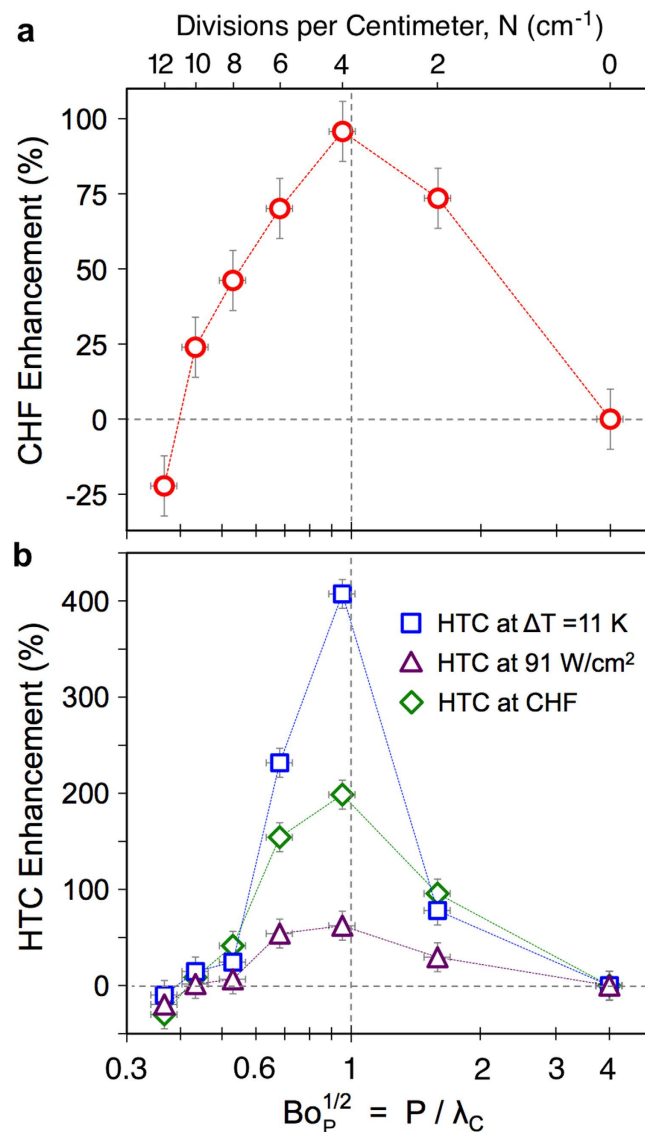 a
Divisions per Centimeter, N (cm⁻¹)
12 10 8 6 4 2 0
CHF Enhancement (%)
100
75
50
25
0
-25
b
HTC Enhancement (%)
400
300
200
100
0
HTC at ΔT =11 K
HTC at 91 W/cm²
HTC at CHF
0.3 0.6 1 2 3 4
Bo_P^1/2 = P / λ_C